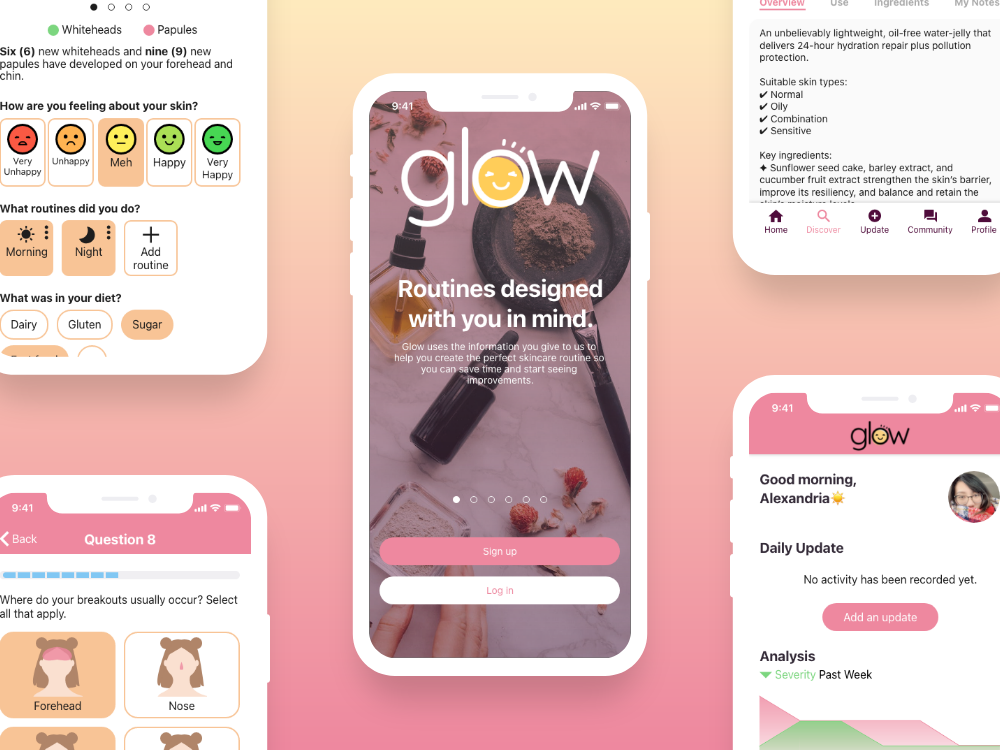 Whiteheads Papules
Six (6) new whiteheads and nine (9) new
papules have developed on your forehead and
chin.
How are you feeling about your skin?
Very
Unhappy
Unhappy
Meh
Happy
Very
Happy
What routines did you do?
Morning
Night
Add
routine
What was in your diet?
Dairy
Gluten
Sugar
9:41
Back
Question 8
Where do your breakouts usually occur? Select
all that apply.
Forehead
Nose
9:41
glow
Routines designed
with you in mind.
Glow uses the information you give to us to
help you create the perfect skincare routine so
you can save time and start seeing
improvements.
Sign up
Log in
Overview Use Ingredients My Notes
An unbelievably lightweight, oil-free water-jelly that
delivers 24-hour hydration repair plus pollution
protection.
Suitable skin types:
✔ Normal
✔ Oily
✔ Combination
✔ Sensitive
Key ingredients:
✦ Sunflower seed cake, barley extract, and
cucumber fruit extract strengthen the skin's barrier,
improve its resiliency, and balance and retain the
Home
Discover
Update
Community
Profile
9:41
glow
Good morning,
Alexandria☀️
Daily Update
No activity has been recorded yet.
Add an update
Analysis
Severity Past Week